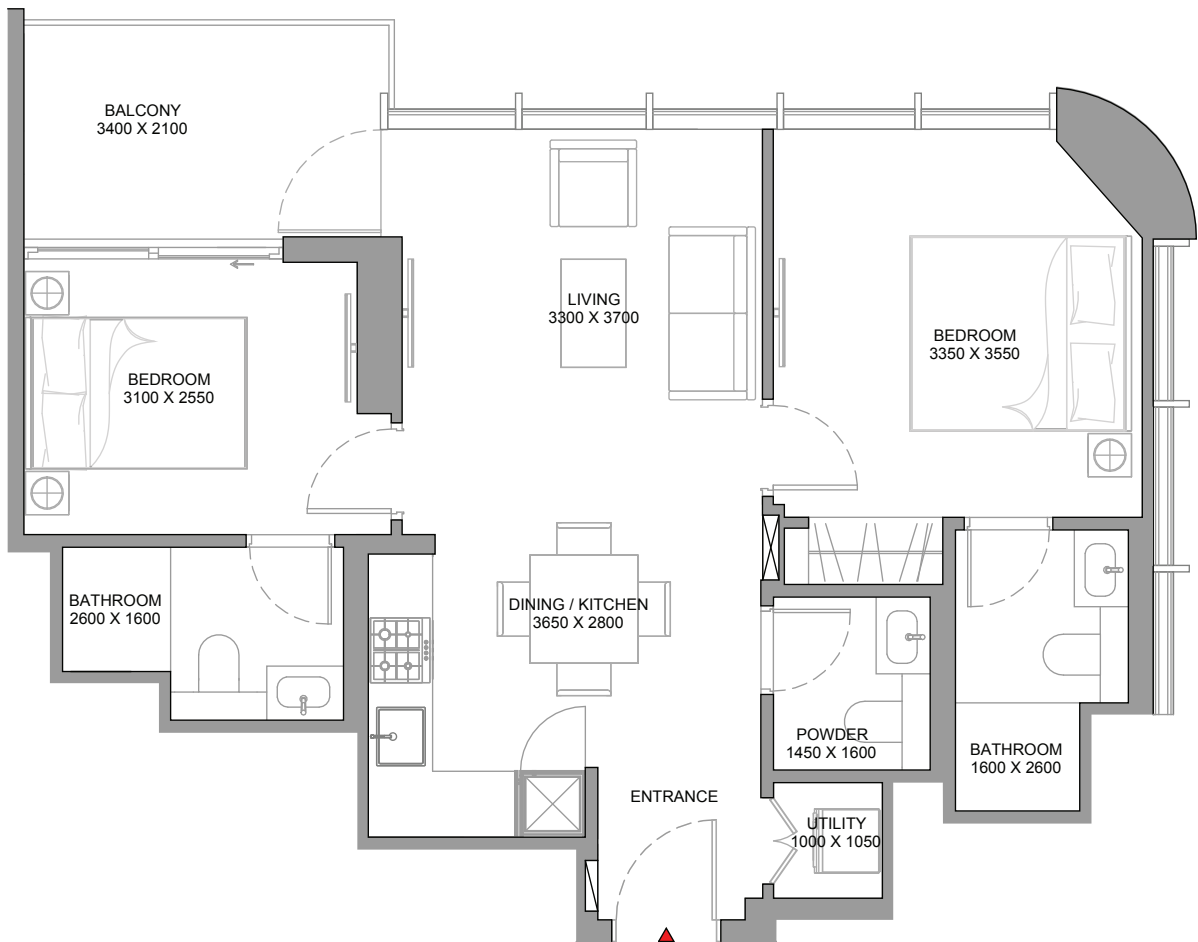 BALCONY
3400 X 2100
LIVING
3300 X 3700
BEDROOM
3350 X 3550
BEDROOM
3100 X 2550
BATHROOM
2600 X 1600
DINING / KITCHEN
3650 X 2800
POWDER
1450 X 1600
BATHROOM
1600 X 2600
ENTRANCE
UTILITY
1000 X 1050